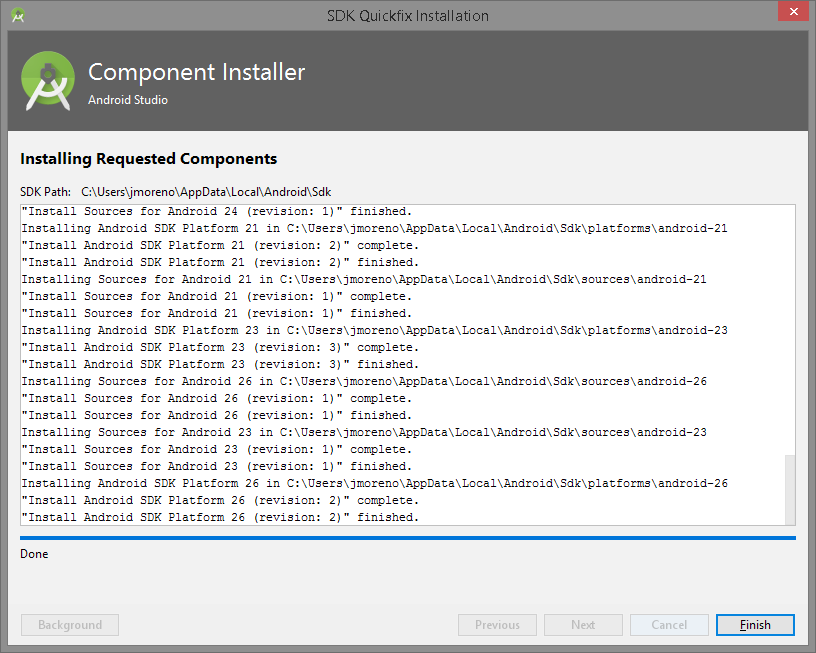 SDK Quickfix Installation
Component Installer
Android Studio
Installing Requested Components
SDK Path: C:\Users\jmoreno\AppData\Local\Android\Sdk
"Install Sources for Android 24 (revision: 1)" finished.
Installing Android SDK Platform 21 in C:\Users\jmoreno\AppData\Local\Android\Sdk\platforms\android-21
"Install Android SDK Platform 21 (revision: 2)" complete.
"Install Android SDK Platform 21 (revision: 2)" finished.
Installing Sources for Android 21 in C:\Users\jmoreno\AppData\Local\Android\Sdk\sources\android-21
"Install Sources for Android 21 (revision: 1)" complete.
"Install Sources for Android 21 (revision: 1)" finished.
Installing Android SDK Platform 23 in C:\Users\jmoreno\AppData\Local\Android\Sdk\platforms\android-23
"Install Android SDK Platform 23 (revision: 3)" complete.
"Install Android SDK Platform 23 (revision: 3)" finished.
Installing Sources for Android 26 in C:\Users\jmoreno\AppData\Local\Android\Sdk\sources\android-26
"Install Sources for Android 26 (revision: 1)" complete.
"Install Sources for Android 26 (revision: 1)" finished.
Installing Sources for Android 23 in C:\Users\jmoreno\AppData\Local\Android\Sdk\sources\android-23
"Install Sources for Android 23 (revision: 1)" complete.
"Install Sources for Android 23 (revision: 1)" finished.
Installing Android SDK Platform 26 in C:\Users\jmoreno\AppData\Local\Android\Sdk\platforms\android-26
"Install Android SDK Platform 26 (revision: 2)" complete.
"Install Android SDK Platform 26 (revision: 2)" finished.
Done
Background Previous Next Cancel Finish